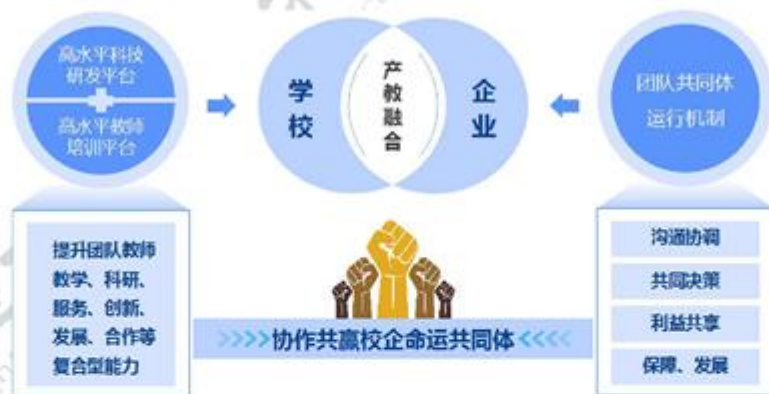 高水平科技
研发平台
高水平教师
培训平台
学校
产教融合
企业
团队共同体
运行机制
提升团队教师
教学、科研、
服务、创新、
发展、合作等
复合型能力
沟通协调
共同决策
利益共享
保障、发展
>>>>协作共赢校企命运共同体<<<<